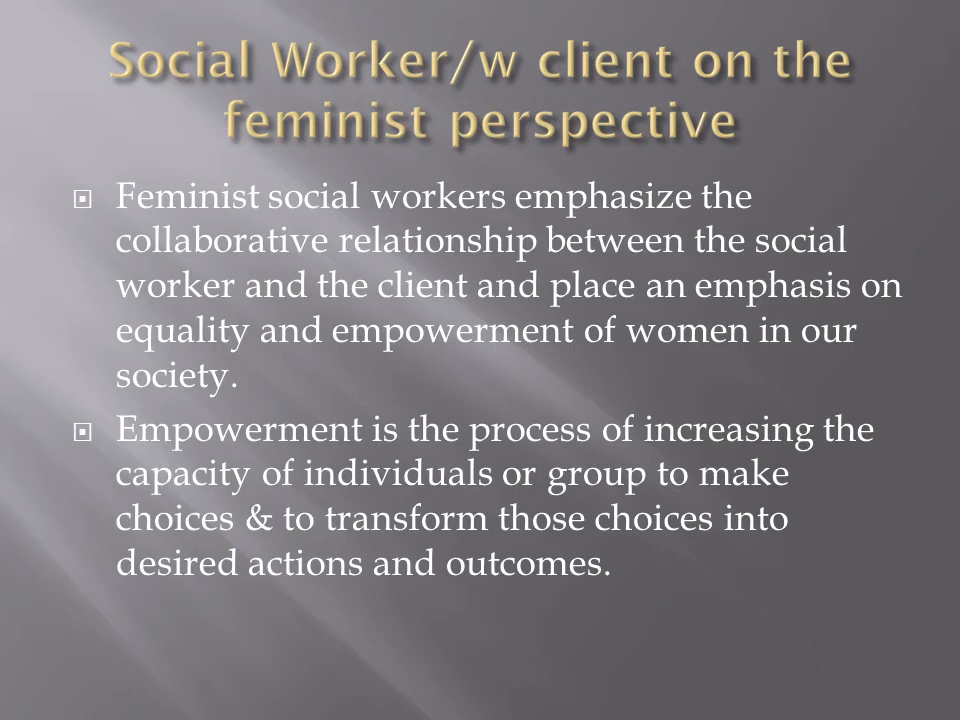 Social Worker/w client on the
feminist perspective
Feminist social workers emphasize the
collaborative relationship between the social
worker and the client and place an emphasis on
equality and empowerment of women in our
society.
Empowerment is the process of increasing the
capacity of individuals or group to make
choices & to transform those choices into
desired actions and outcomes.